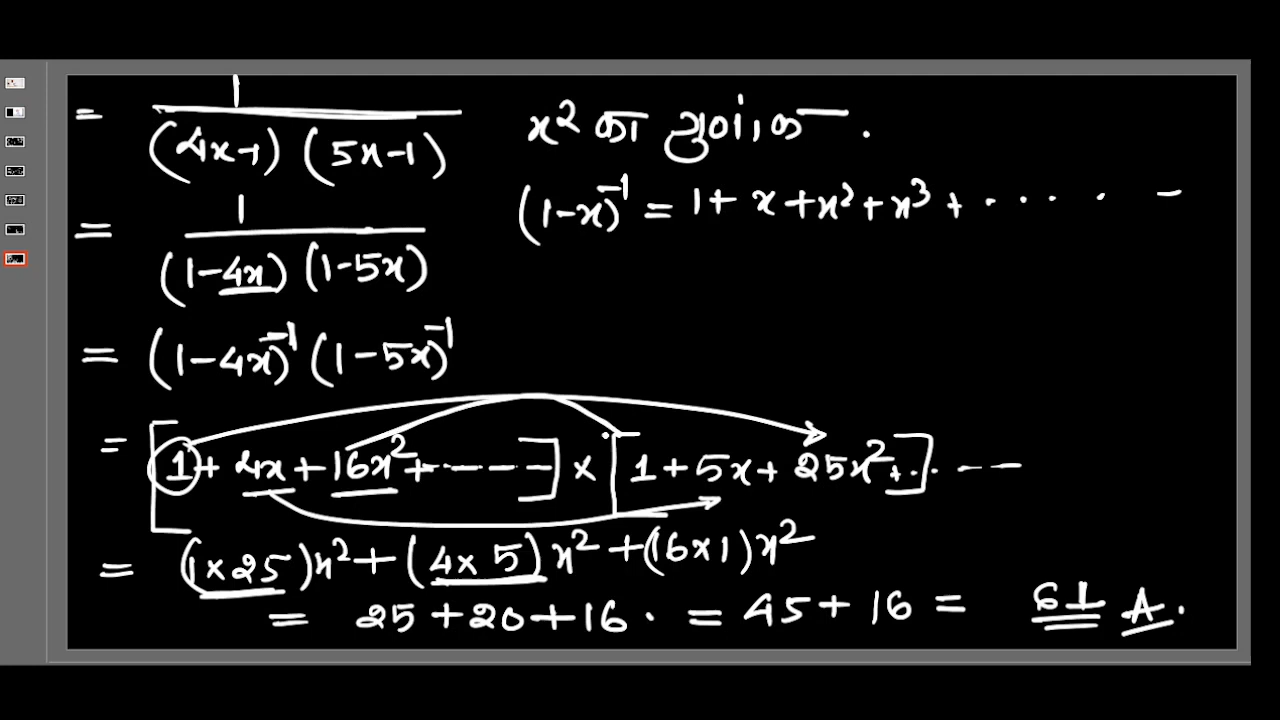 = 1 / (4x-1) (5x-1)
x² का गुणांक .
= 1 / (1-4x) (1-5x)
(1-x)⁻¹ = 1 + x + x² + x³ + . . . . -
= (1-4x)⁻¹ (1-5x)⁻¹
= [1 + 4x + 16x² + - - - -] × [1 + 5x + 25x² + . .] . - - -
= (1×25)x² + (4×5)x² + (16×1)x²
= 25 + 20 + 16 . = 45 + 16 = 61 A.